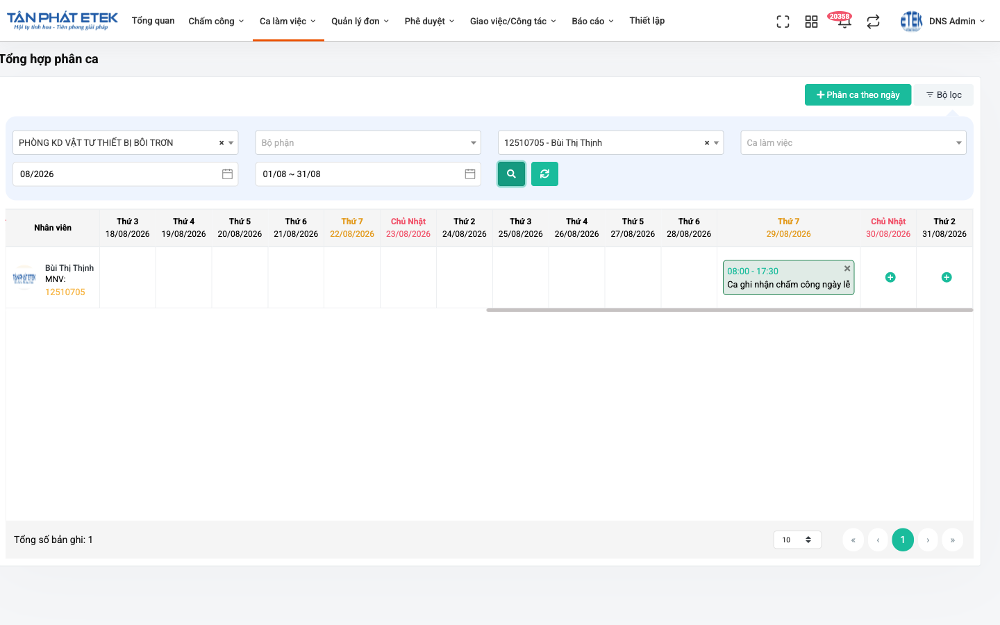 TÂN PHÁT ETEK
Hội tụ tinh hoa - Tiên phong giải pháp
Tổng quan
Chấm công
Ca làm việc
Quản lý đơn
Phê duyệt
Giao việc/Công tác
Báo cáo
Thiết lập
20358
ETEK
DNS Admin
Tổng hợp phân ca
Phân ca theo ngày
Bộ lọc
PHÒNG KD VẬT TƯ THIẾT BỊ BÔI TRƠN
Bộ phận
12510705 - Bùi Thị Thịnh
Ca làm việc
08/2026
01/08 ~ 31/08
Nhân viên
Thứ 3
18/08/2026
Thứ 4
19/08/2026
Thứ 5
20/08/2026
Thứ 6
21/08/2026
Thứ 7
22/08/2026
Chủ Nhật
23/08/2026
Thứ 2
24/08/2026
Thứ 3
25/08/2026
Thứ 4
26/08/2026
Thứ 5
27/08/2026
Thứ 6
28/08/2026
Thứ 7
29/08/2026
Chủ Nhật
30/08/2026
Thứ 2
31/08/2026
TÂN PHÁT ETEK
Bùi Thị Thịnh
MNV:
12510705
08:00 - 17:30
Ca ghi nhận chấm công ngày lễ
Tổng số bản ghi: 1
10
« ‹ 1 › »